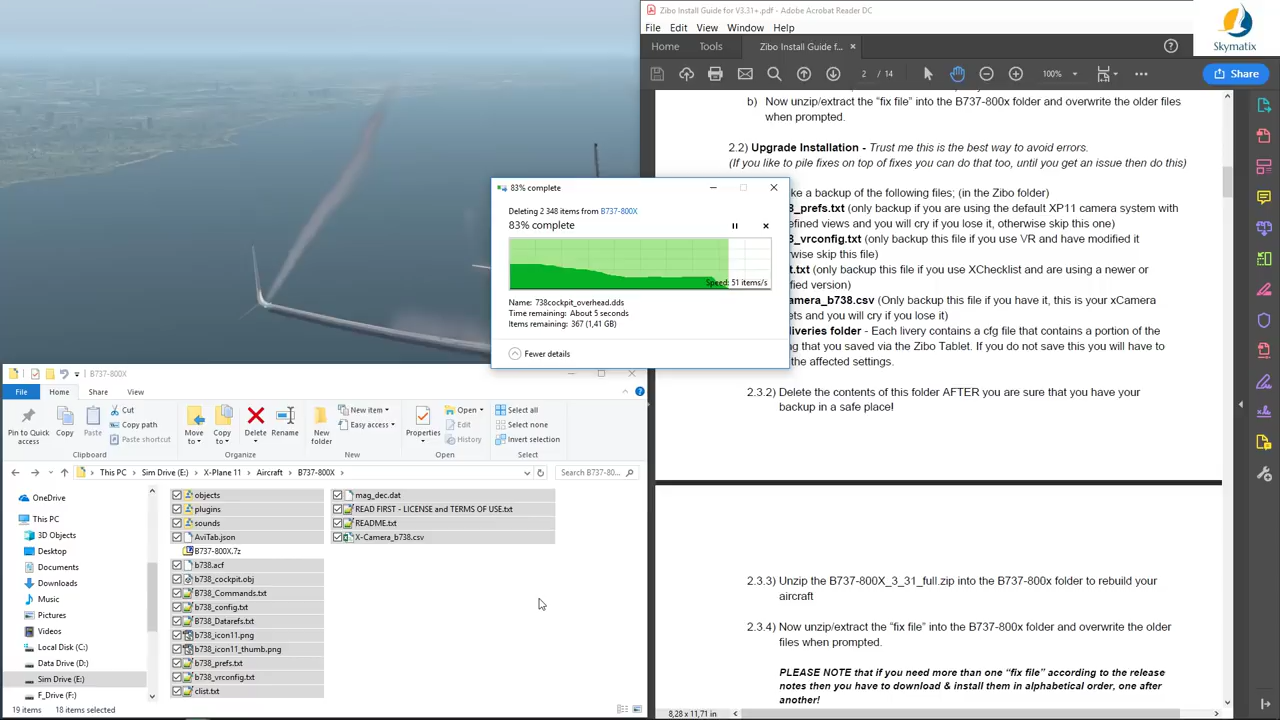 Zibo Install Guide for V3.31+.pdf - Adobe Acrobat Reader DC
File Edit View Window Help
Skymatix
Home Tools Zibo Install Guide f... ×
2 / 14 100% Share
b) Now unzip/extract the “fix file” into the B737-800x folder and overwrite the older files
when prompted.
2.2) Upgrade Installation - Trust me this is the best way to avoid errors.
(If you like to pile fixes on top of fixes you can do that too, until you get an issue then do this)
ke a backup of the following files; (in the Zibo folder)
8_prefs.txt (only backup if you are using the default XP11 camera system with
efined views and you will cry if you lose it, otherwise skip this one)
8_vrconfig.txt (only backup this file if you use VR and have modified it
rwise skip this file)
t.txt (only backup this file if you use XChecklist and are using a newer or
ified version)
amera_b738.csv (Only backup this file if you have it, this is your xCamera
ets and you will cry if you lose it)
iveries folder - Each livery contains a cfg file that contains a portion of the
g that you saved via the Zibo Tablet. If you do not save this you will have to
the affected settings.
2.3.2) Delete the contents of this folder AFTER you are sure that you have your
backup in a safe place!
2.3.3) Unzip the B737-800X_3_31_full.zip into the B737-800x folder to rebuild your
aircraft
2.3.4) Now unzip/extract the “fix file” into the B737-800x folder and overwrite the older
files when prompted.
PLEASE NOTE that if you need more than one “fix file” according to the release
notes then you have to download & install them in alphabetical order, one after
another!
8,28 x 11,71 in
83% complete
Deleting 2 348 items from B737-800X
83% complete
Speed: 51 items/s
Name: 738cockpit_overhead.dds
Time remaining: About 5 seconds
Items remaining: 367 (1,41 GB)
Fewer details
B737-800X
File Home Share View
Pin to Quick access
Copy
Paste
Cut
Copy path
Paste shortcut
Clipboard
Move to
Copy to
Delete
Rename
Organize
New folder
New item
Easy access
New
Properties
Open
Edit
History
Open
Select all
Select none
Invert selection
Select
This PC Sim Drive (E:) X-Plane 11 Aircraft B737-800X
Search B737-80...
OneDrive
This PC
3D Objects
Desktop
Documents
Downloads
Music
Pictures
Videos
Local Disk (C:)
Data Drive (D:)
Sim Drive (E:)
F_Drive (F:)
objects
plugins
sounds
AviTab.json
B737-800X.7z
b738.acf
b738_cockpit.obj
B738_Commands.txt
b738_config.txt
B738_Datarefs.txt
b738_icon11.png
b738_icon11_thumb.png
b738_prefs.txt
b738_vrconfig.txt
clist.txt
mag_dec.dat
READ FIRST - LICENSE and TERMS OF USE.txt
README.txt
X-Camera_b738.csv
19 items 18 items selected